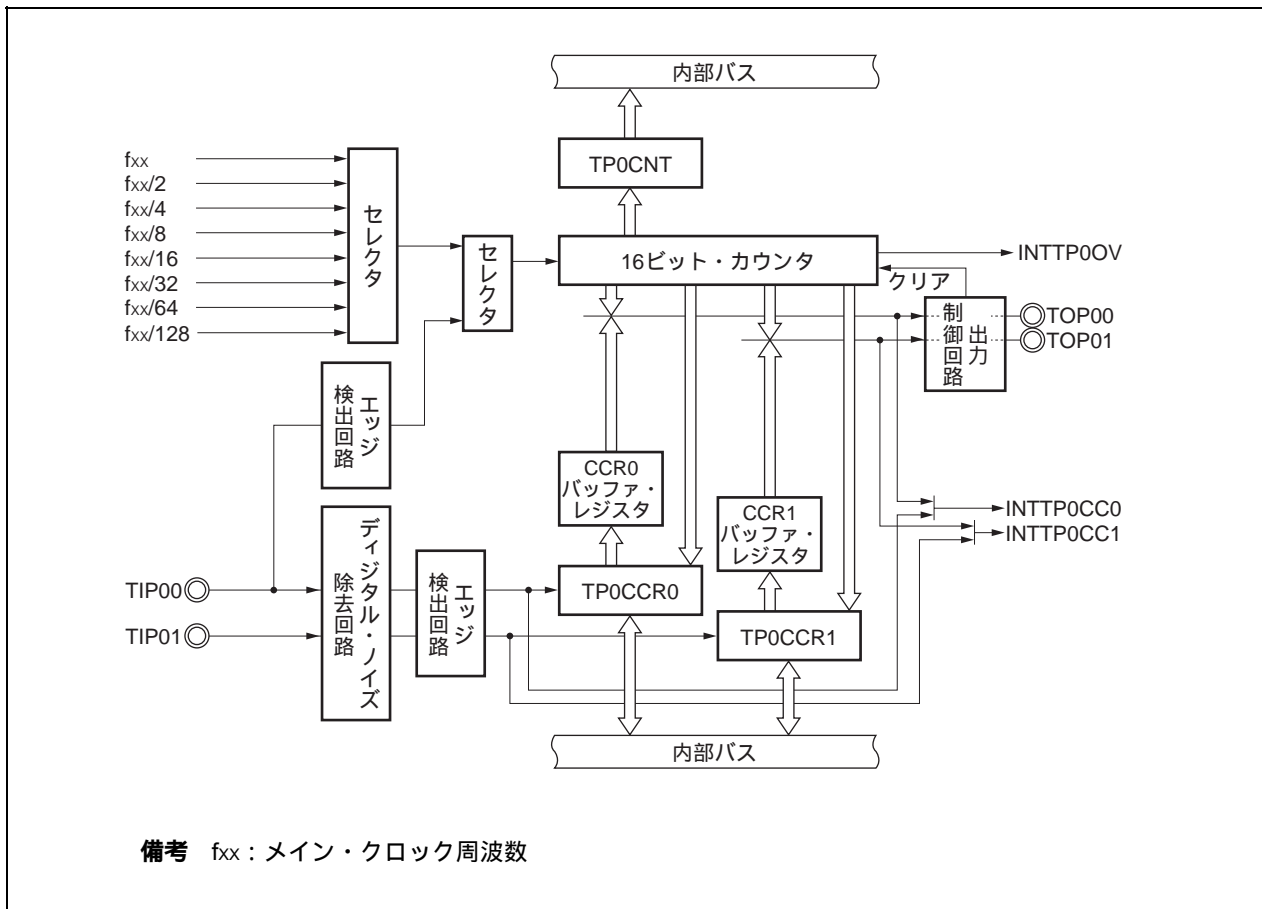 内部バス
TP0CNT
fxx
fxx/2
fxx/4
fxx/8
fxx/16
fxx/32
fxx/64
fxx/128
セレクタ
セレクタ
16ビット・カウンタ
INTTP0OV
クリア
制御回路
出力
TOP00
TOP01
エッジ
検出回路
CCR0
バッファ・
レジスタ
CCR1
バッファ・
レジスタ
INTTP0CC0
INTTP0CC1
TIP00
TIP01
ディジタル・ノイズ
除去回路
エッジ
検出回路
TP0CCR0
TP0CCR1
内部バス
備考 fxx：メイン・クロック周波数